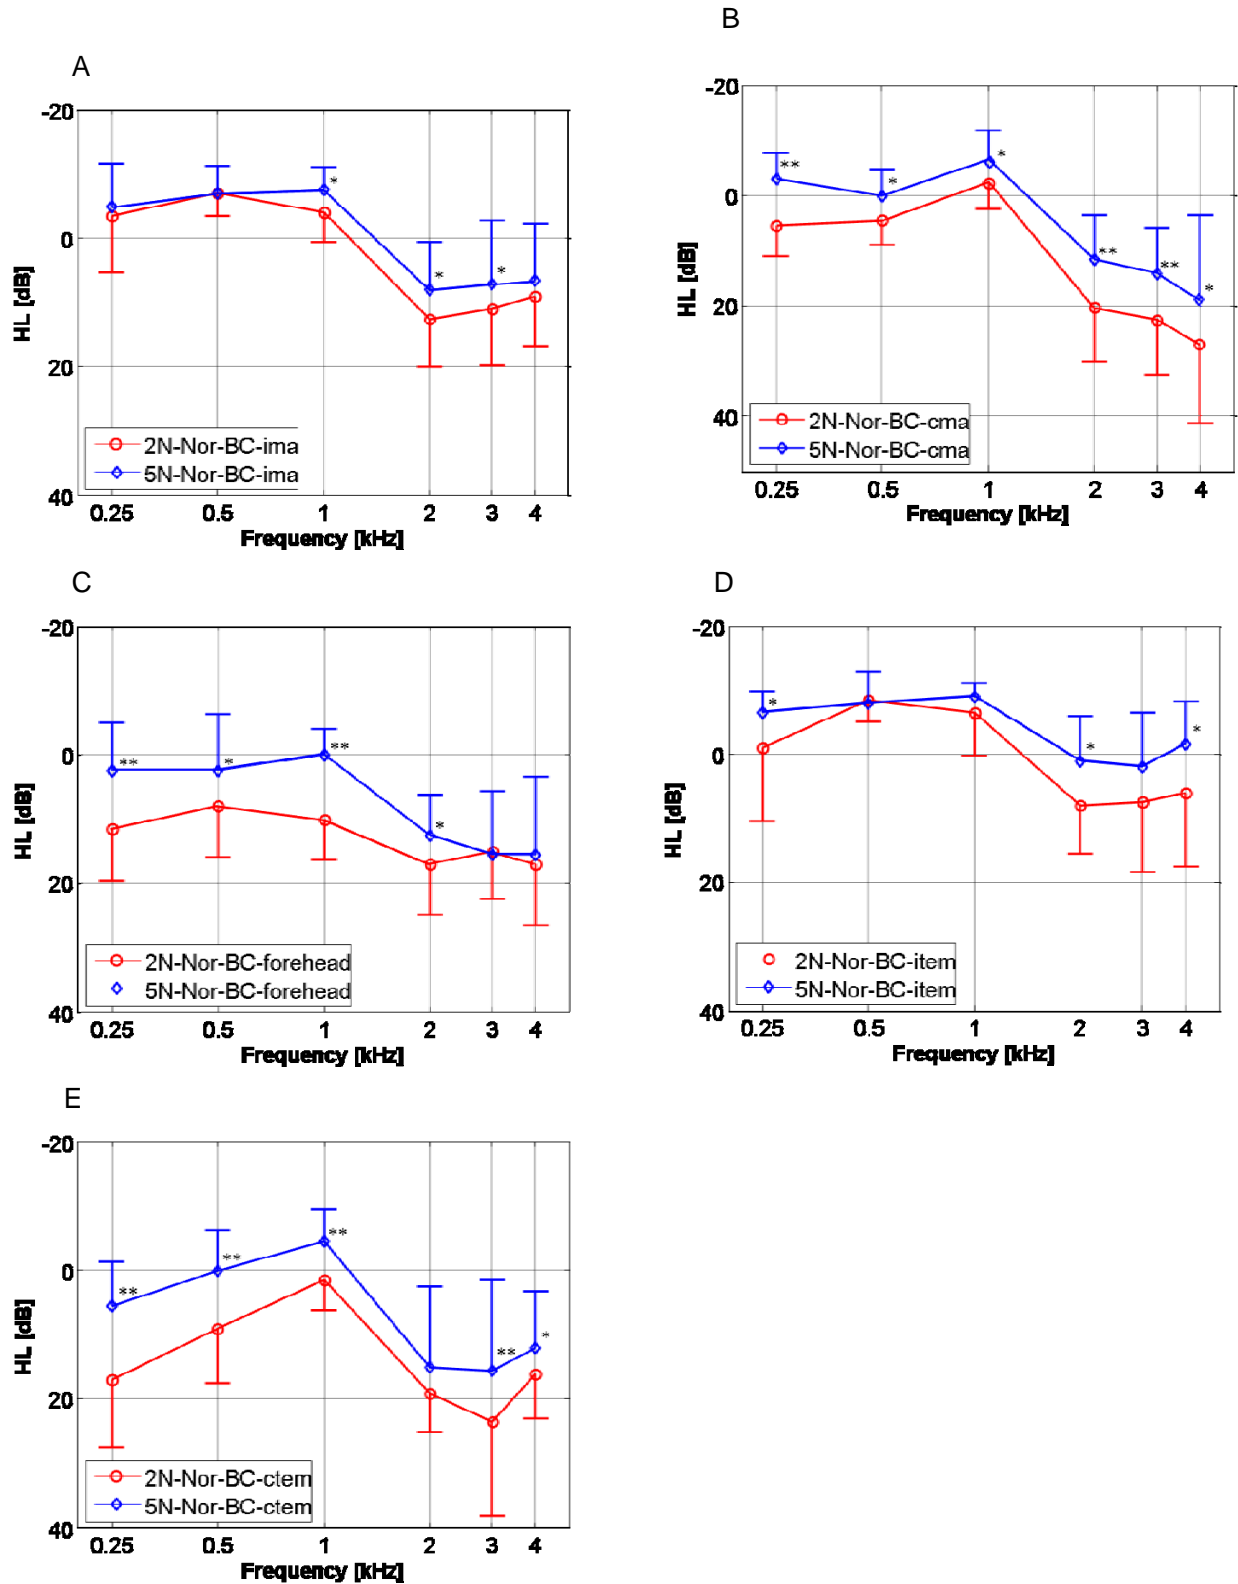 A
-20
0
20
40
HL [dB]
*
*
*
2N-Nor-BC-ima
5N-Nor-BC-ima
0.25 0.5 1 2 3 4
Frequency [kHz]
B
-20
0
20
40
HL [dB]
**
*
*
**
**
*
2N-Nor-BC-cma
5N-Nor-BC-cma
0.25 0.5 1 2 3 4
Frequency [kHz]
C
-20
0
20
40
HL [dB]
**
*
**
*
2N-Nor-BC-forehead
5N-Nor-BC-forehead
0.25 0.5 1 2 3 4
Frequency [kHz]
D
-20
0
20
40
HL [dB]
*
*
*
2N-Nor-BC-item
5N-Nor-BC-item
0.25 0.5 1 2 3 4
Frequency [kHz]
E
-20
0
20
40
HL [dB]
**
**
**
**
*
2N-Nor-BC-ctem
5N-Nor-BC-ctem
0.25 0.5 1 2 3 4
Frequency [kHz]